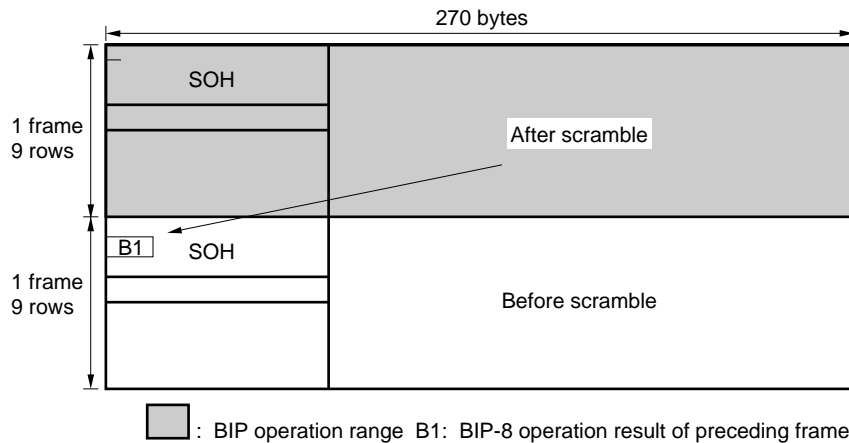 270 bytes
SOH
1 frame
9 rows
After scramble
B1
SOH
1 frame
9 rows
Before scramble
: BIP operation range B1: BIP-8 operation result of preceding frame